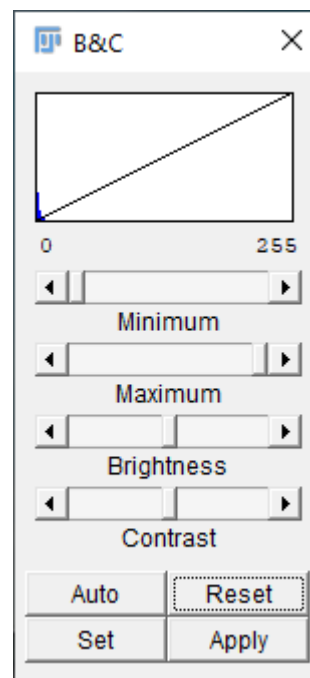 B&C
0 255
Minimum
Maximum
Brightness
Contrast
Auto Reset
Set Apply